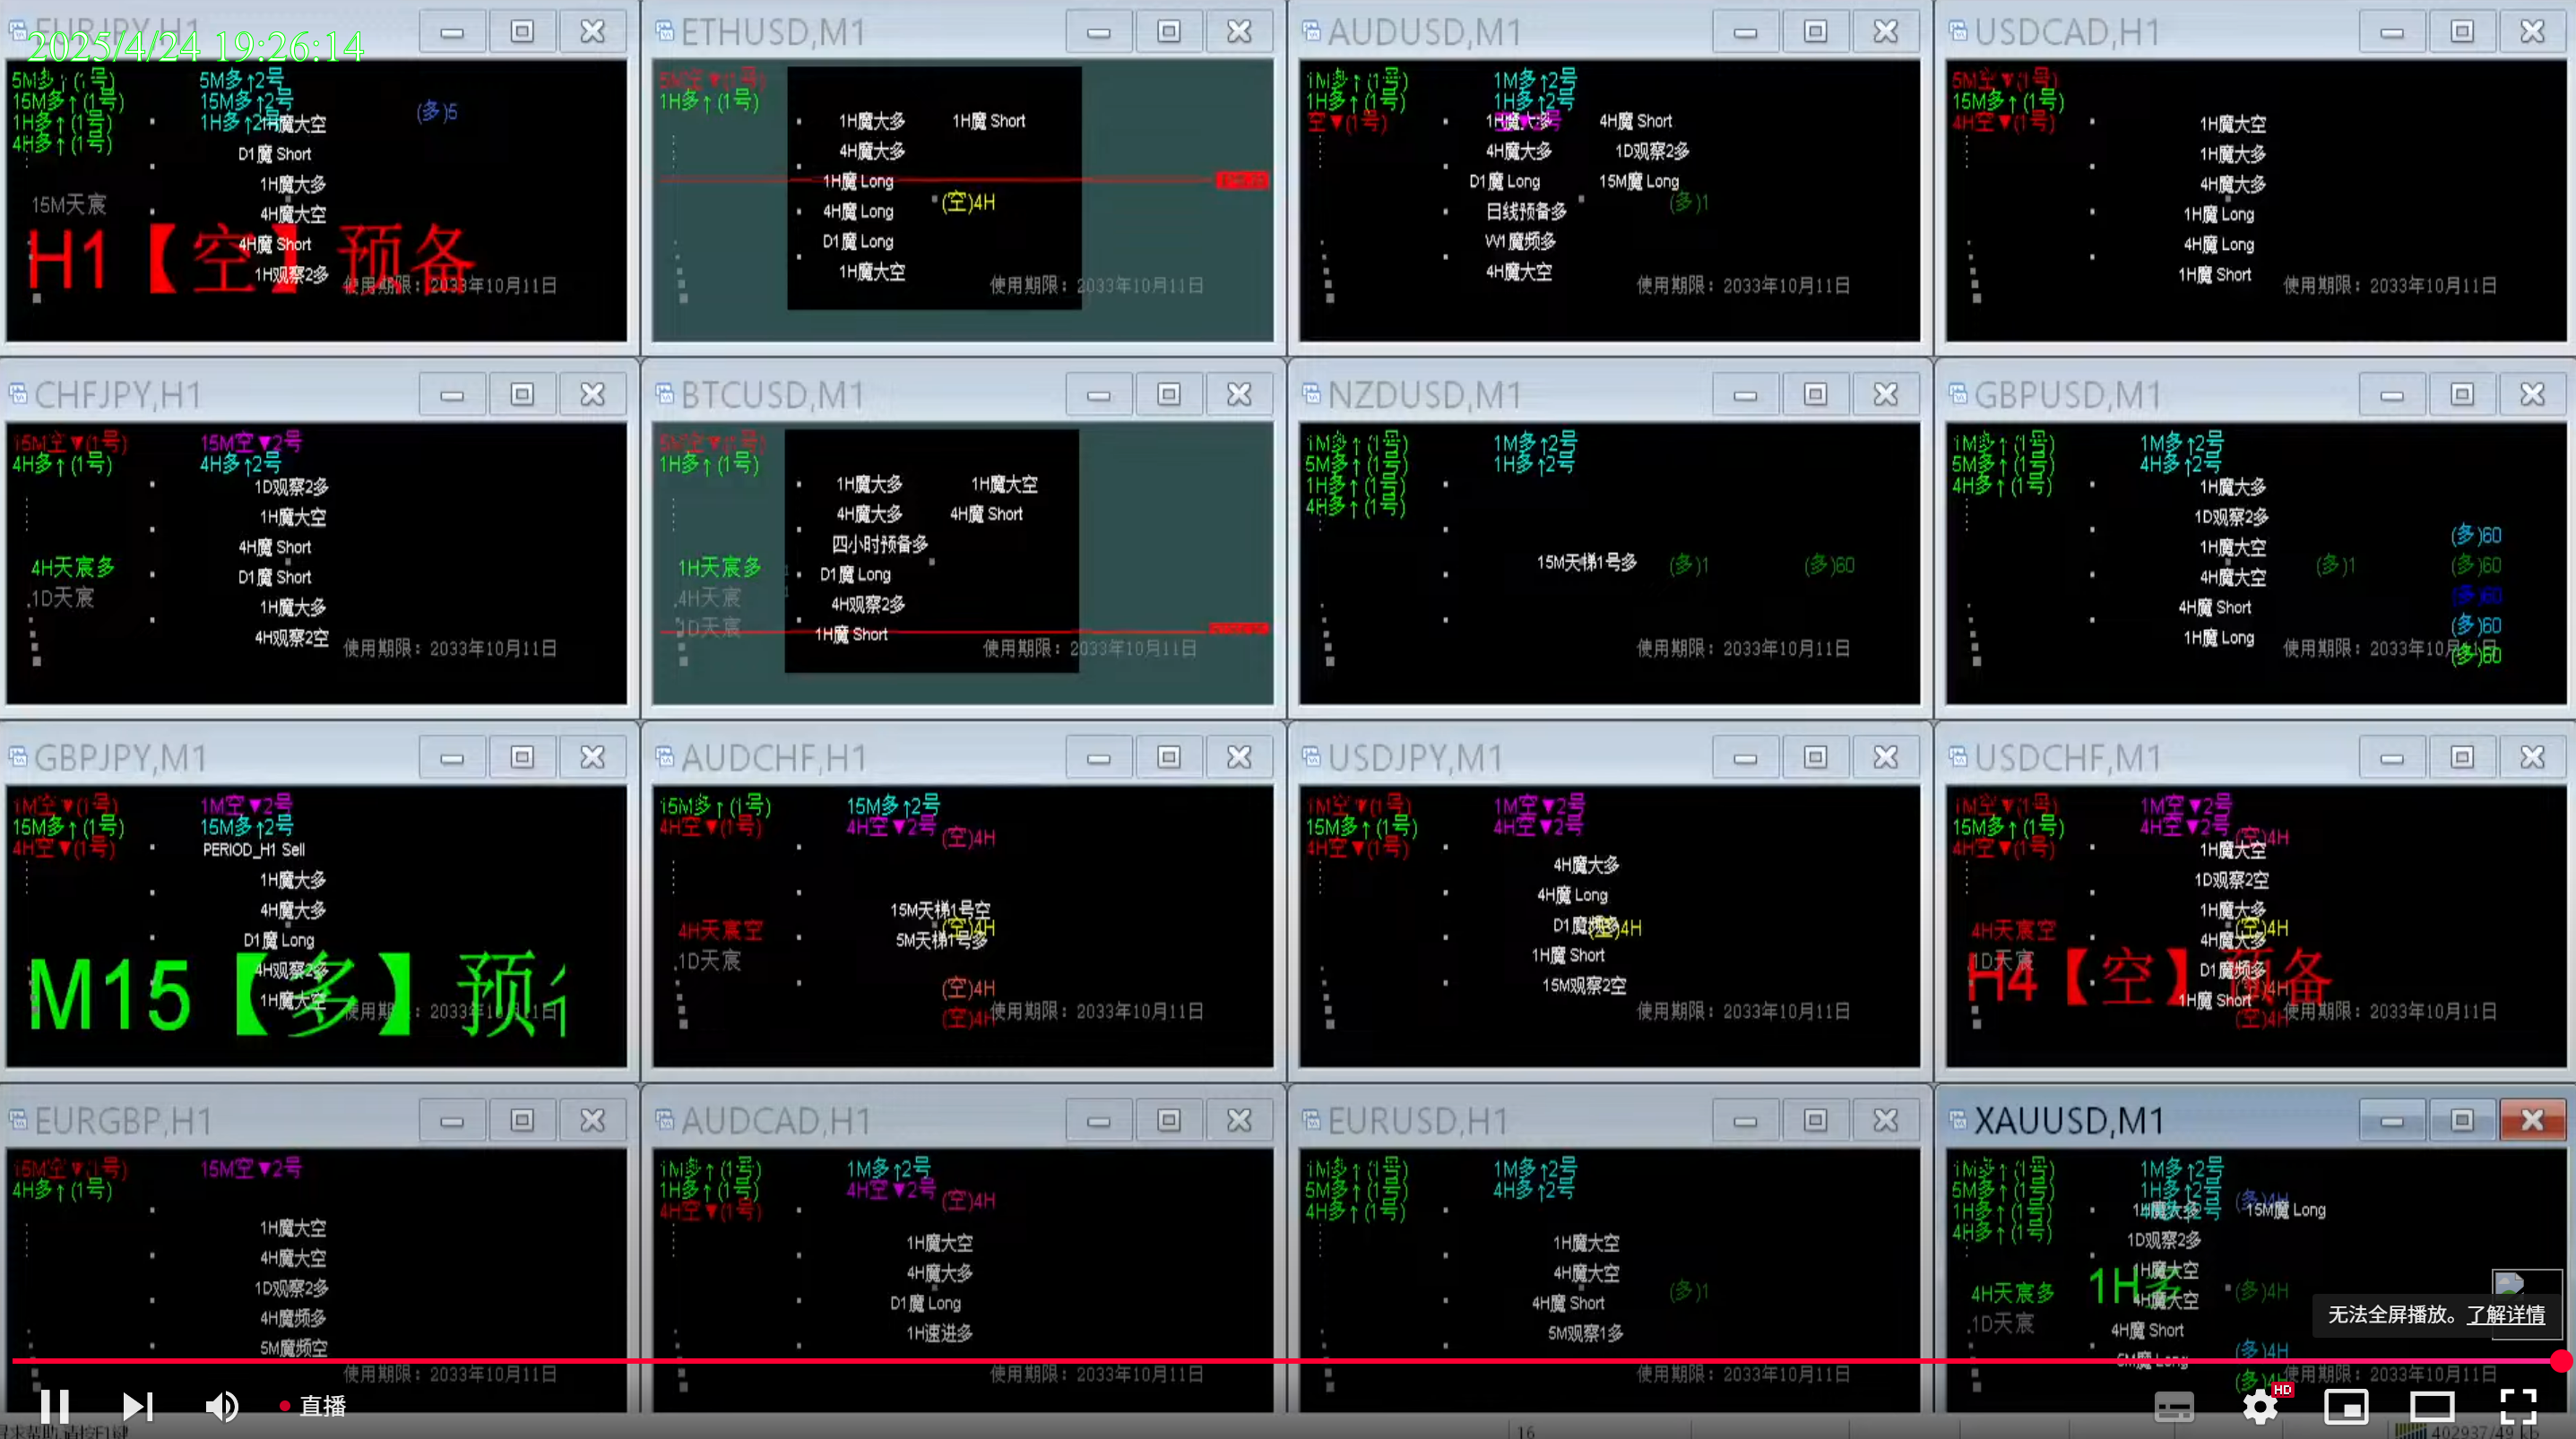 EURJPY,H1
2025/4/24 19:26:14
5M多↑(1号) 5M多↑2号
15M多↑(1号) 15M多↑2号
1H多↑(1号) 1H多↑2号
4H多↑(1号)
(多)5
1H魔大空
D1魔 Short
1H魔大多
15M天宸
4H魔大空
4H魔 Short
H1【空】预备
1H观察2多
使用期限：2033年10月11日
ETHUSD,M1
5M空▼(1号)
1H多↑(1号)
1H魔大多 1H魔 Short
4H魔大多
1H魔 Long
(空)4H
4H魔 Long
D1魔 Long
1H魔大空
使用期限：2033年10月11日
AUDUSD,M1
1M多↑(1号) 1M多↑2号
1H多↑(1号) 1H多↑2号
空▼(1号)
1H魔大多 4H魔 Short
4H魔大多 1D观察2多
D1魔 Long 15M魔 Long
(多)1
日线预备多
W1魔频多
4H魔大空
使用期限：2033年10月11日
USDCAD,H1
5M空▼(1号)
15M多↑(1号)
4H空▼(1号)
1H魔大空
1H魔大多
4H魔大多
1H魔 Long
4H魔 Long
1H魔 Short
使用期限：2033年10月11日
CHFJPY,H1
15M空▼(1号) 15M空▼2号
4H多↑(1号) 4H多↑2号
1D观察2多
1H魔大空
4H魔 Short
4H天宸多
D1魔 Short
1D天宸
1H魔大多
4H观察2空
使用期限：2033年10月11日
BTCUSD,M1
5M空▼(1号)
1H多↑(1号)
1H魔大多 1H魔大空
4H魔大多 4H魔 Short
四小时预备多
1H天宸多
D1魔 Long
4H天宸
4H观察2多
1D天宸
1H魔 Short
使用期限：2033年10月11日
NZDUSD,M1
1M多↑(1号) 1M多↑2号
5M多↑(1号) 1H多↑2号
1H多↑(1号)
4H多↑(1号)
15M天梯1号多 (多)1 (多)60
使用期限：2033年10月11日
GBPUSD,M1
1M多↑(1号) 1M多↑2号
5M多↑(1号) 4H多↑2号
4H多↑(1号)
1H魔大多
1D观察2多
1H魔大空
4H魔大空
4H魔 Short
1H魔 Long
(多)1
(多)60
(多)60
(多)60
(多)60
(多)60
使用期限：2033年10月11日
GBPJPY,M1
1M空▼(1号) 1M空▼2号
15M多↑(1号) 15M多↑2号
4H空▼(1号)
PERIOD_H1 Sell
1H魔大多
4H魔大多
D1魔 Long
4H观察2多
M15【多】预
1H魔大空
使用期限：2033年10月11日
AUDCHF,H1
15M多↑(1号) 15M多↑2号
4H空▼(1号) 4H空▼2号
(空)4H
15M天梯1号空
4H天宸空
(空)4H
5M天梯1号多
1D天宸
(空)4H
(空)4H
使用期限：2033年10月11日
USDJPY,M1
1M空▼(1号) 1M空▼2号
15M多↑(1号) 4H空▼2号
4H空▼(1号)
4H魔大多
4H魔 Long
D1魔频多
(空)4H
1H魔 Short
15M观察2空
使用期限：2033年10月11日
USDCHF,M1
1M空▼(1号) 1M空▼2号
15M多↑(1号) 4H空▼2号
4H空▼(1号)
(空)4H
1H魔大空
1D观察2空
1H魔大多
4H天宸空
(空)4H
4H魔大多
1D天宸
D1魔频多
H4【空】预备
(空)4H
1H魔 Short
(空)4H
使用期限：2033年10月11日
EURGBP,H1
15M空▼(1号) 15M空▼2号
4H多↑(1号)
1H魔大空
4H魔大空
1D观察2多
4H魔频多
5M魔频空
使用期限：2033年10月11日
AUDCAD,H1
1M多↑(1号) 1M多↑2号
1H多↑(1号) 4H空▼2号
4H空▼(1号)
(空)4H
1H魔大空
4H魔大多
D1魔 Long
1H速进多
使用期限：2033年10月11日
EURUSD,H1
1M多↑(1号) 1M多↑2号
5M多↑(1号) 4H多↑2号
4H多↑(1号)
1H魔大空
4H魔大空
4H魔 Short
(多)1
5M观察1多
使用期限：2033年10月11日
XAUUSD,M1
1M多↑(1号) 1M多↑2号
5M多↑(1号) 1H多↑2号
1H多↑(1号)
4H多↑(1号)
(多)4H
1H魔大多 15M魔 Long
1D观察2多
1H魔大空
4H天宸多
1H多
(多)4H
4H魔大空
1D天宸
4H魔 Short
(多)4H
5M魔 Long
(多)4H
使用期限：2033年10月11日
无法全屏播放。了解详情
直播
HD
寻求帮助,请按F1键
16
402937/49 kb